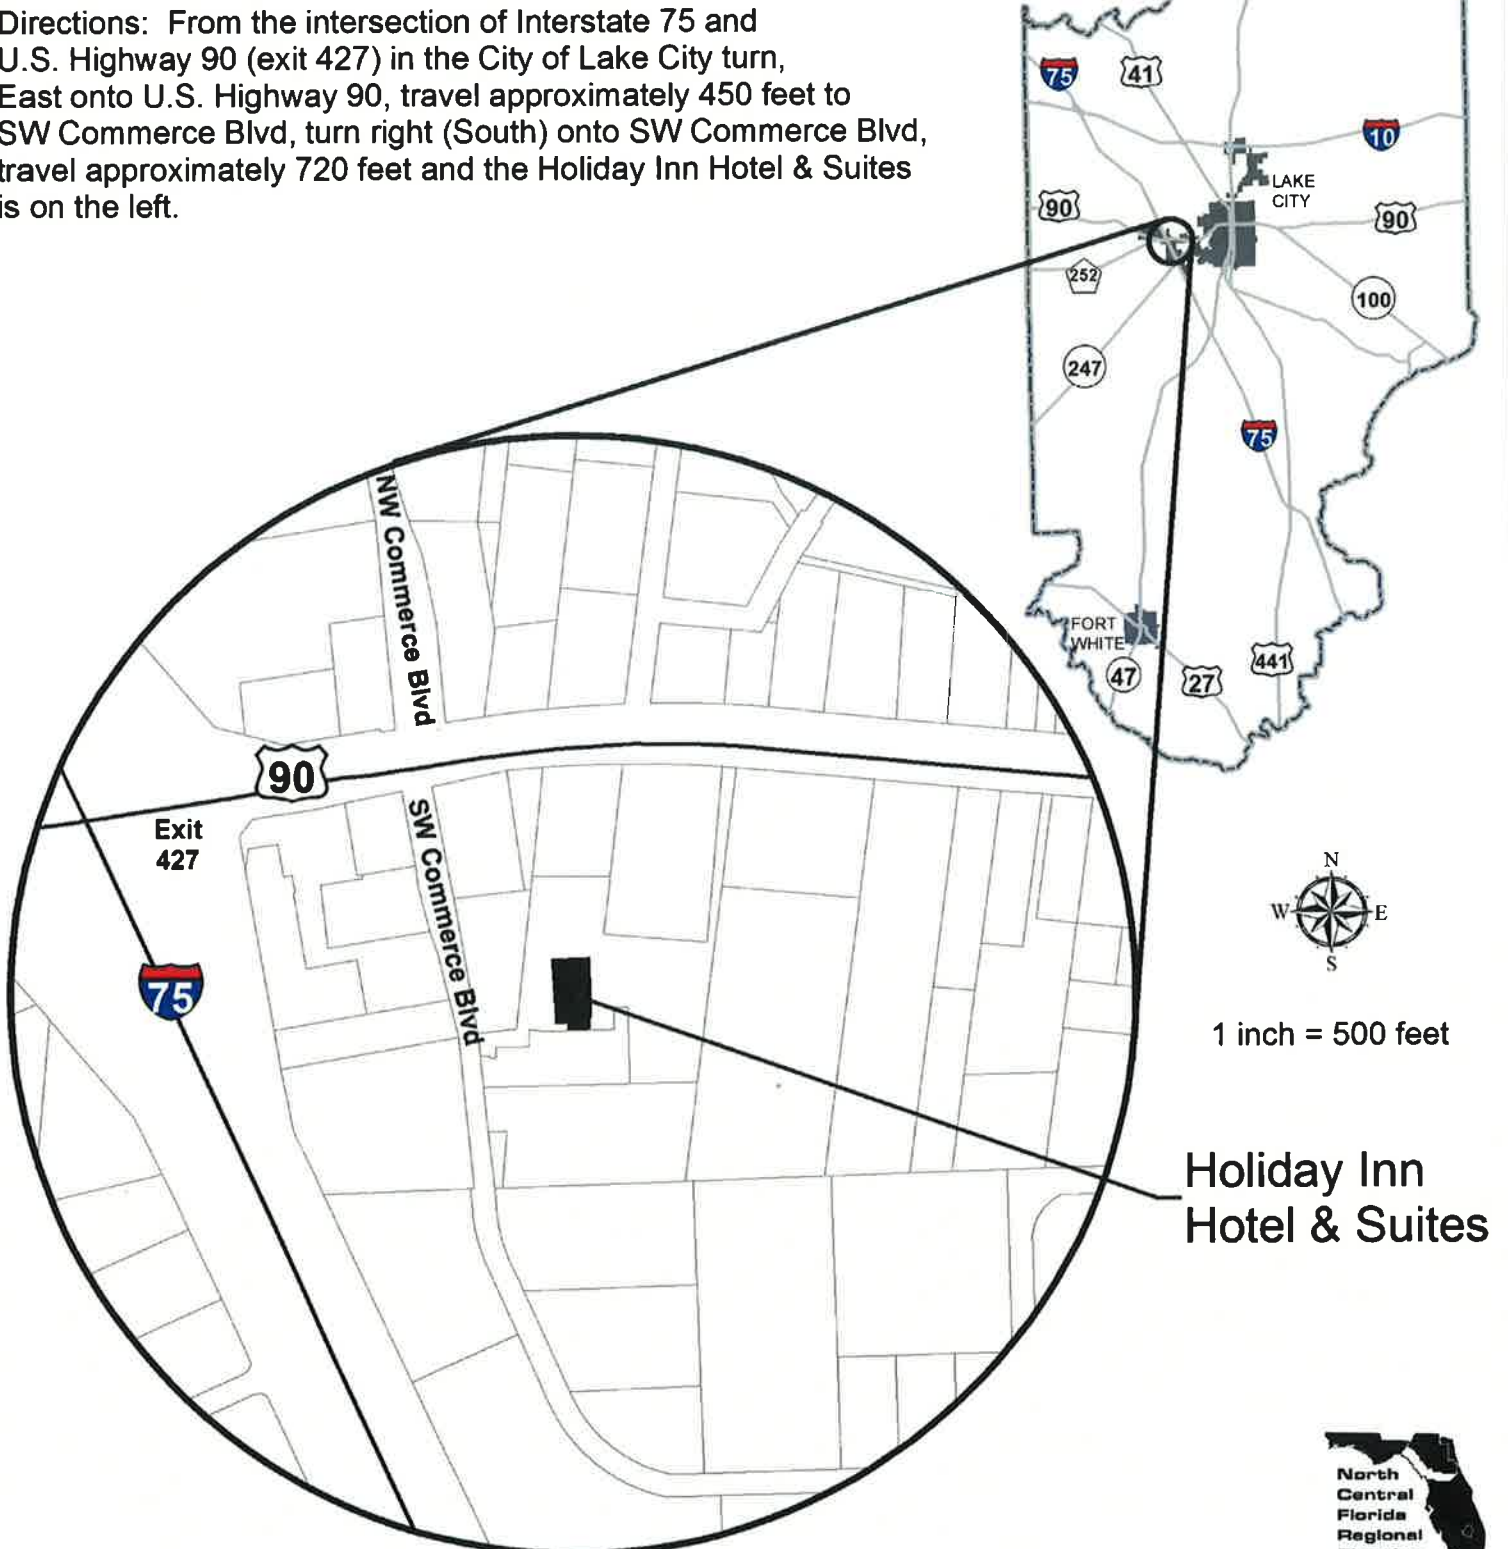 Directions: From the intersection of Interstate 75 and
U.S. Highway 90 (exit 427) in the City of Lake City turn,
East onto U.S. Highway 90, travel approximately 450 feet to
SW Commerce Blvd, turn right (South) onto SW Commerce Blvd,
travel approximately 720 feet and the Holiday Inn Hotel & Suites
is on the left.
75
41
10
LAKE
CITY
90
90
252
100
247
75
FORT
WHITE
47
27
441
NW Commerce Blvd
90
Exit
427
SW Commerce Blvd
75
N
W
E
S
1 inch = 500 feet
Holiday Inn
Hotel & Suites
North
Central
Florida
Regional